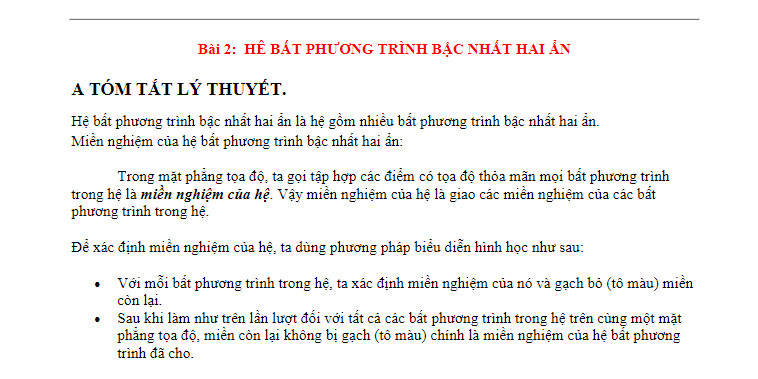 Bài 2: HÊ BẤT PHƯƠNG TRÌNH BẬC NHẤT HAI ẨN
A TÓM TẮT LÝ THUYẾT.
Hệ bất phương trình bậc nhất hai ẩn là hệ gồm nhiều bất phương trình bậc nhất hai ẩn.
Miền nghiệm của hệ bất phương trình bậc nhất hai ẩn:
Trong mặt phẳng tọa độ, ta gọi tập hợp các điểm có tọa độ thỏa mãn mọi bất phương trình
trong hệ là miền nghiệm của hệ. Vậy miền nghiệm của hệ là giao các miền nghiệm của các bất
phương trình trong hệ.
Để xác định miền nghiệm của hệ, ta dùng phương pháp biểu diễn hình học như sau:
• Với mỗi bất phương trình trong hệ, ta xác định miền nghiệm của nó và gạch bỏ (tô màu) miền
còn lại.
• Sau khi làm như trên lần lượt đối với tất cả các bất phương trình trong hệ trên cùng một mặt
phẳng tọa độ, miền còn lại không bị gạch (tô màu) chính là miền nghiệm của hệ bất phương
trình đã cho.